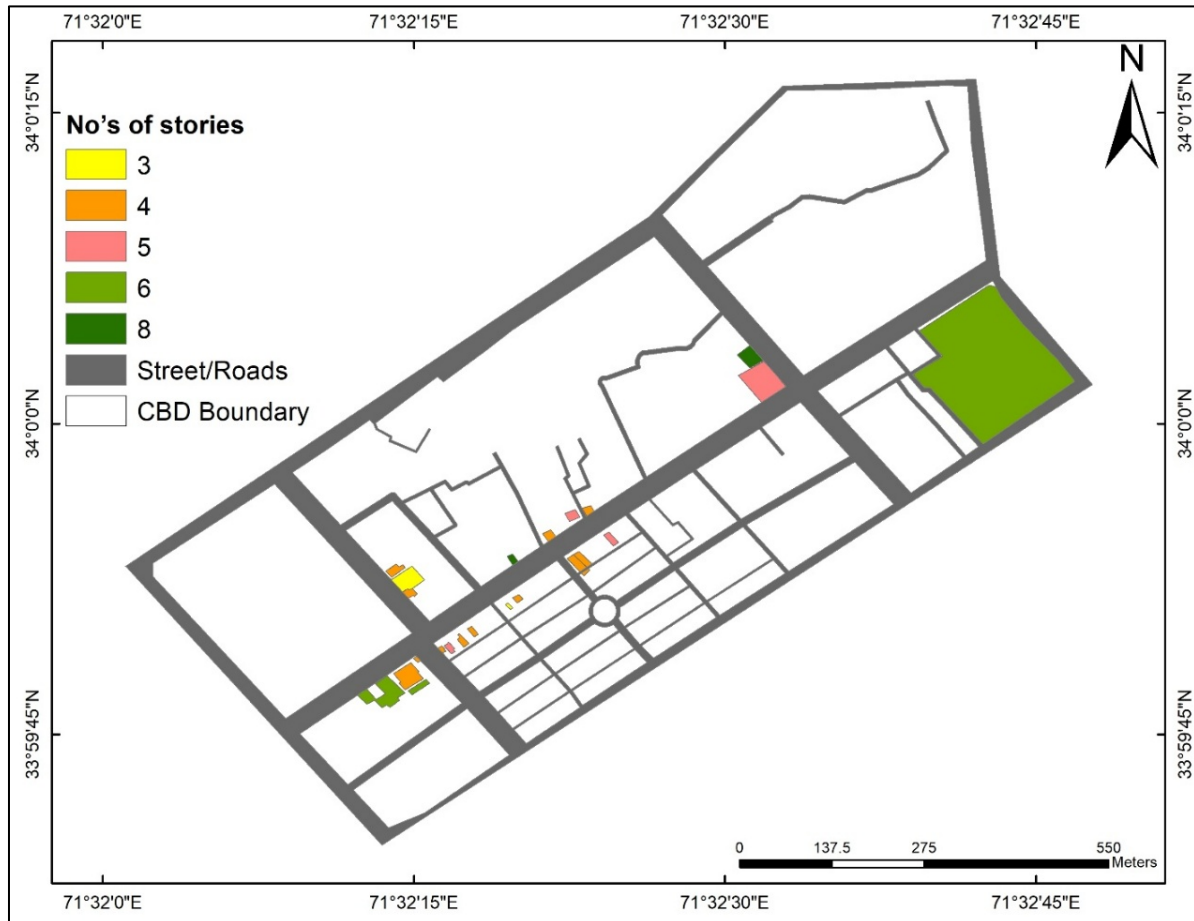 71°32'0"E 71°32'15"E 71°32'30"E 71°32'45"E
N
34°0'15"N 34°0'15"N
No's of stories
3
4
5
6
8
Street/Roads
CBD Boundary
34°0'0"N 34°0'0"N
33°59'45"N 33°59'45"N
0 137.5 275 550
Meters
71°32'0"E 71°32'15"E 71°32'30"E 71°32'45"E